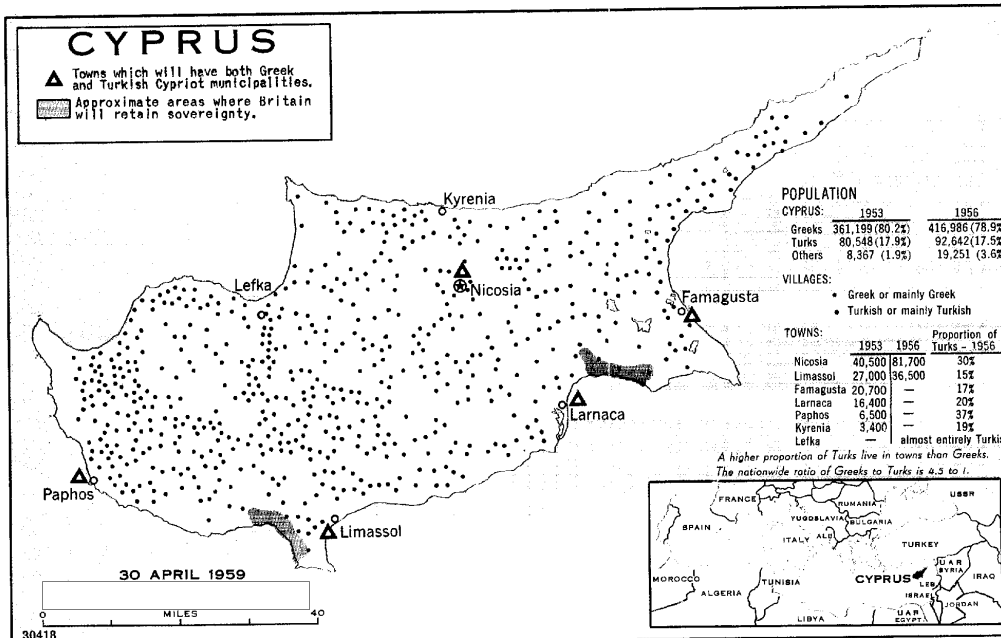 CYPRUS
Towns which will have both Greek
and Turkish Cypriot municipalities.
Approximate areas where Britain
will retain sovereignty.
Kyrenia
Lefka
Nicosia
Famagusta
Larnaca
Paphos
Limassol
POPULATION
CYPRUS: 1953 1956
Greeks 361,199 (80.2%) 416,986 (78.9%
Turks 80,548 (17.9%) 92,642 (17.5%
Others 8,367 (1.9%) 19,251 (3.6%
VILLAGES:
Greek or mainly Greek
Turkish or mainly Turkish
TOWNS: 1953 1956 Proportion of
Turks - 1956
Nicosia 40,500 81,700 30%
Limassol 27,000 36,500 15%
Famagusta 20,700 — 17%
Larnaca 16,400 — 20%
Paphos 6,500 — 37%
Kyrenia 3,400 — 19%
Lefka — almost entirely Turkis
A higher proportion of Turks live in towns than Greeks.
The nationwide ratio of Greeks to Turks is 4.5 to 1.
FRANCE
RUMANIA
USSR
SPAIN
YUGOSLAVIA
BULGARIA
ITALY
ALB
TURKEY
CYPRUS
UAR
SYRIA
LEB
IRAQ
ISRAEL
JORDAN
MOROCCO
ALGERIA
TUNISIA
LIBYA
UAR
EGYPT
30 APRIL 1959
0 MILES 40
30418